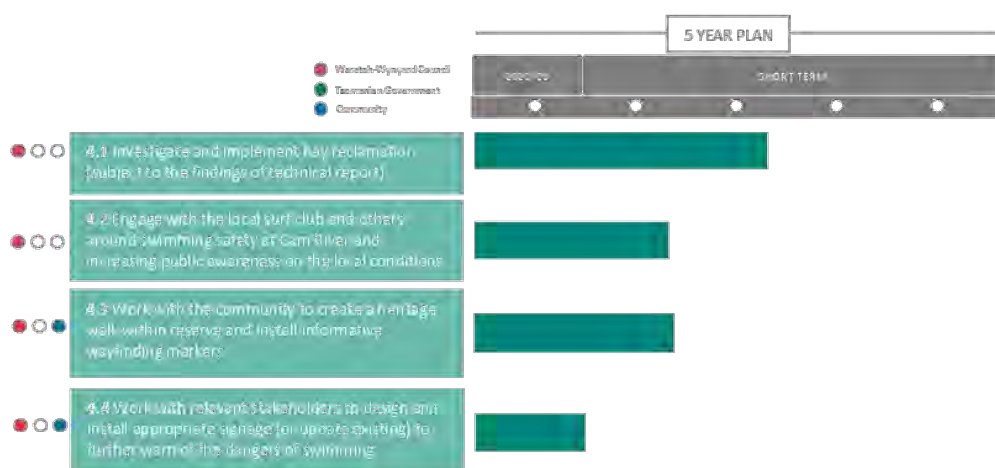 5 YEAR PLAN
Waratah-Wynyard Council
Tasmanian Government
Community
SHORT TERM
4.1 Investigate and implement bay reclamation
(subject to the findings of technical report)
4.2 Engage with the local surf club and others
around swimming safety at Cam River and
increasing public awareness on the local conditions
4.3 Work with the community to create a heritage
walk within reserve and install informative
wayfinding markers
4.4 Work with relevant stakeholders to design and
install appropriate signage (or update existing) to
further warn of the dangers of swimming